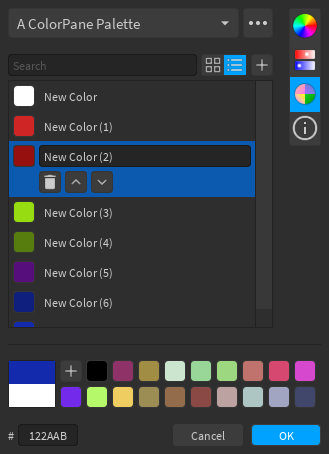 A ColorPane Palette
Search
New Color
New Color (1)
New Color (2)
New Color (3)
New Color (4)
New Color (5)
New Color (6)
# 122AAB Cancel OK